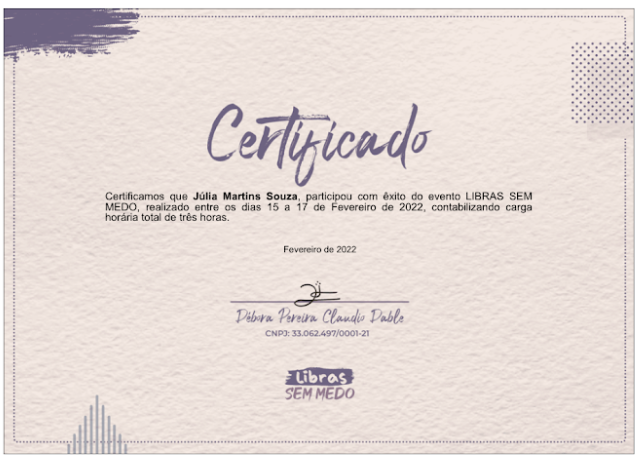 Certificado
Certificamos que Júlia Martins Souza, participou com êxito do evento LIBRAS SEM
MEDO, realizado entre os dias 15 a 17 de Fevereiro de 2022, contabilizando carga
horária total de três horas.
Fevereiro de 2022
Débora Pereira Claudio Dable
CNPJ: 33.062.497/0001-21
Libras
SEM MEDO